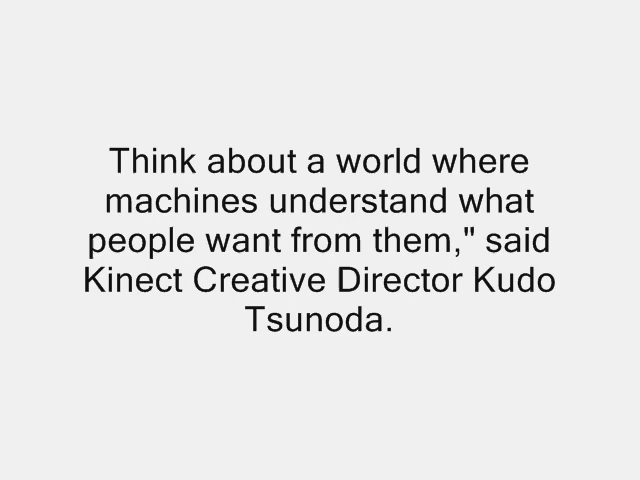 Think about a world where
machines understand what
people want from them," said
Kinect Creative Director Kudo
Tsunoda.